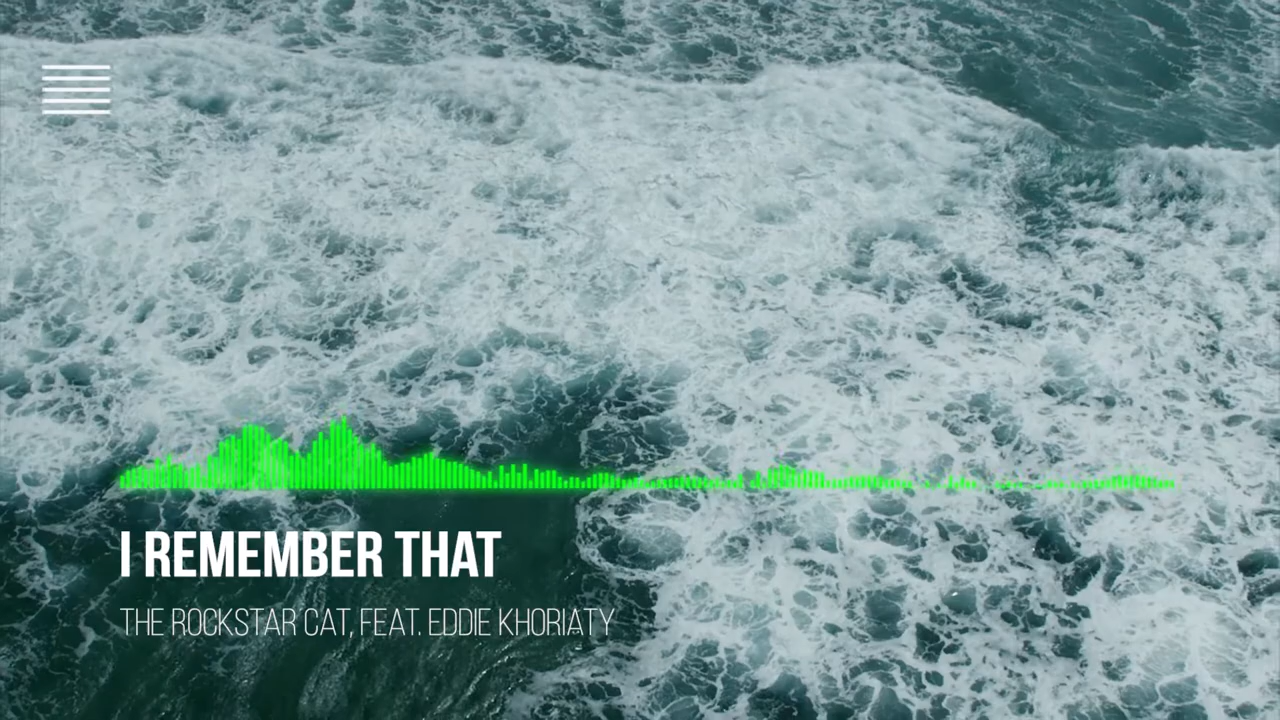 I REMEMBER THAT
THE ROCKSTAR CAT, FEAT. EDDIE KHORIATY